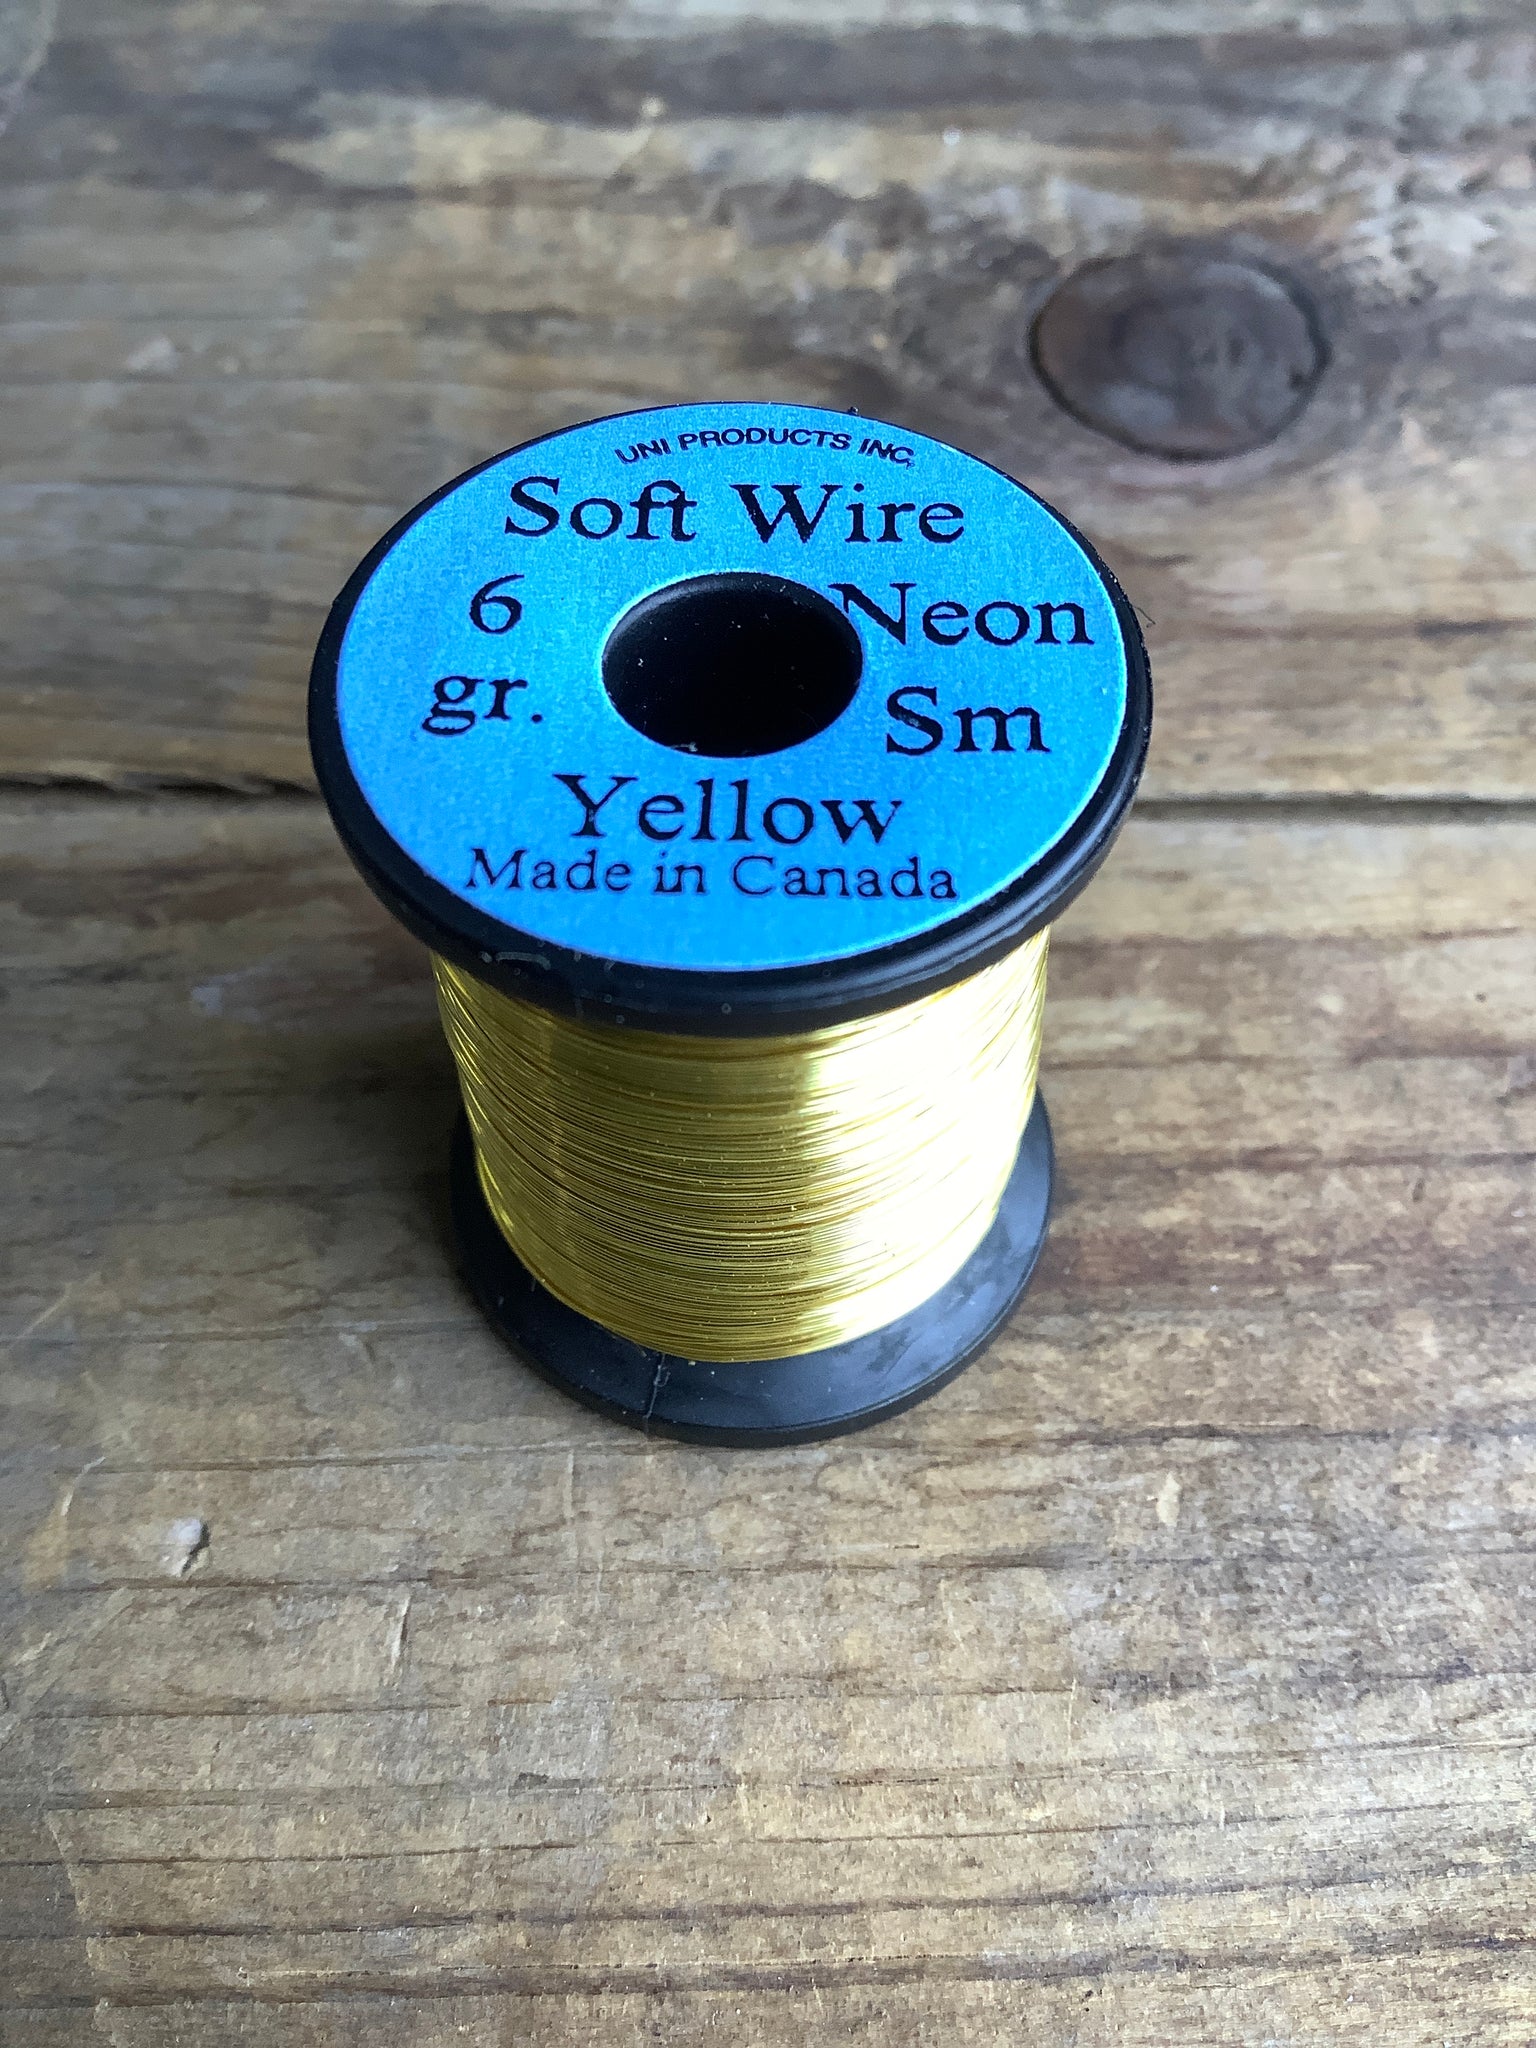 UNI PRODUCTS INC.
Soft Wire
6 Neon
gr. Sm
Yellow
Made in Canada